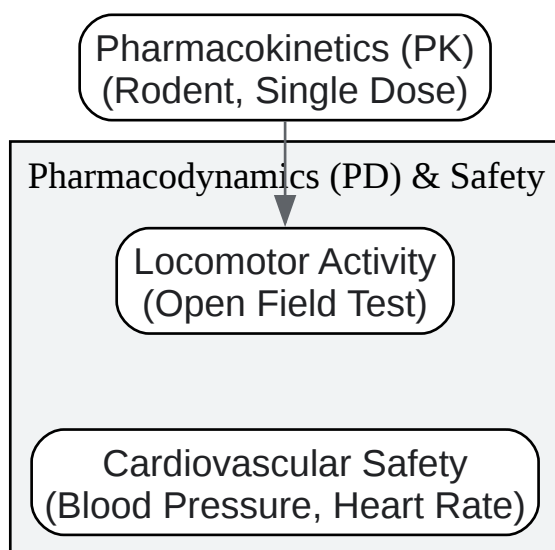 Pharmacokinetics (PK)
(Rodent, Single Dose)
Pharmacodynamics (PD) & Safety
Locomotor Activity
(Open Field Test)
Cardiovascular Safety
(Blood Pressure, Heart Rate)